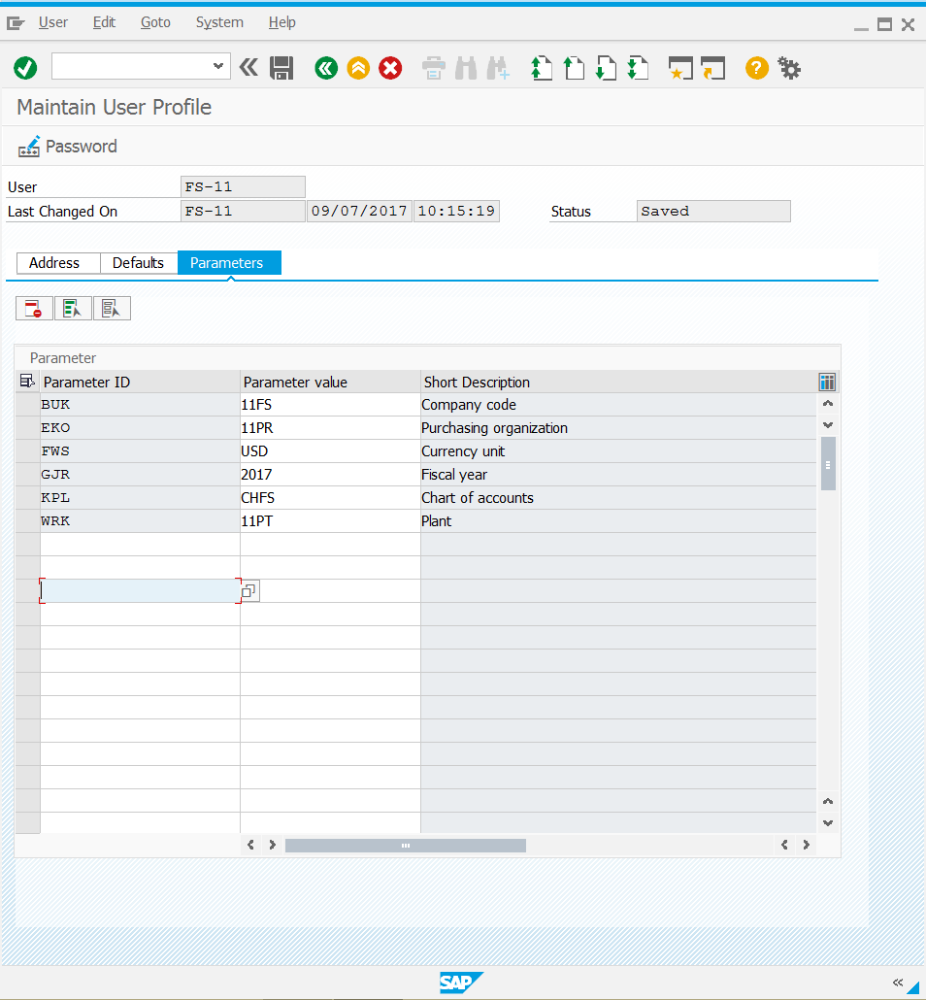 User Edit Goto System Help
Maintain User Profile
Password
User FS-11
Last Changed On FS-11 09/07/2017 10:15:19 Status Saved
Address Defaults Parameters
Parameter
Parameter ID Parameter value Short Description
BUK 11FS Company code
EKO 11PR Purchasing organization
FWS USD Currency unit
GJR 2017 Fiscal year
KPL CHFS Chart of accounts
WRK 11PT Plant
SAP